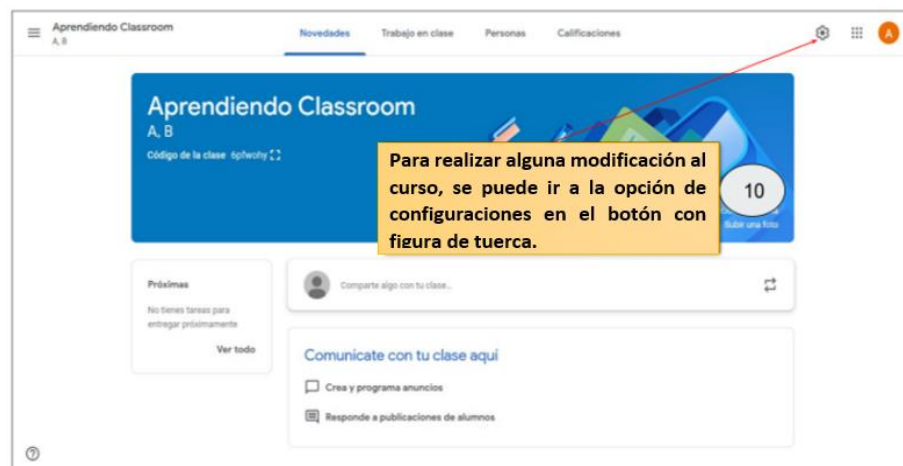 Aprendiendo Classroom
A, B
Novedades Trabajo en clase Personas Calificaciones
A
Aprendiendo Classroom
A, B
Código de la clase 6pfwohy
Para realizar alguna modificación al
curso, se puede ir a la opción de
configuraciones en el botón con
figura de tuerca.
10
Subir una foto
Próximas
No tienes tareas para
entregar próximamente
Ver todo
Comparte algo con tu clase...
Comunícate con tu clase aquí
Crea y programa anuncios
Responde a publicaciones de alumnos